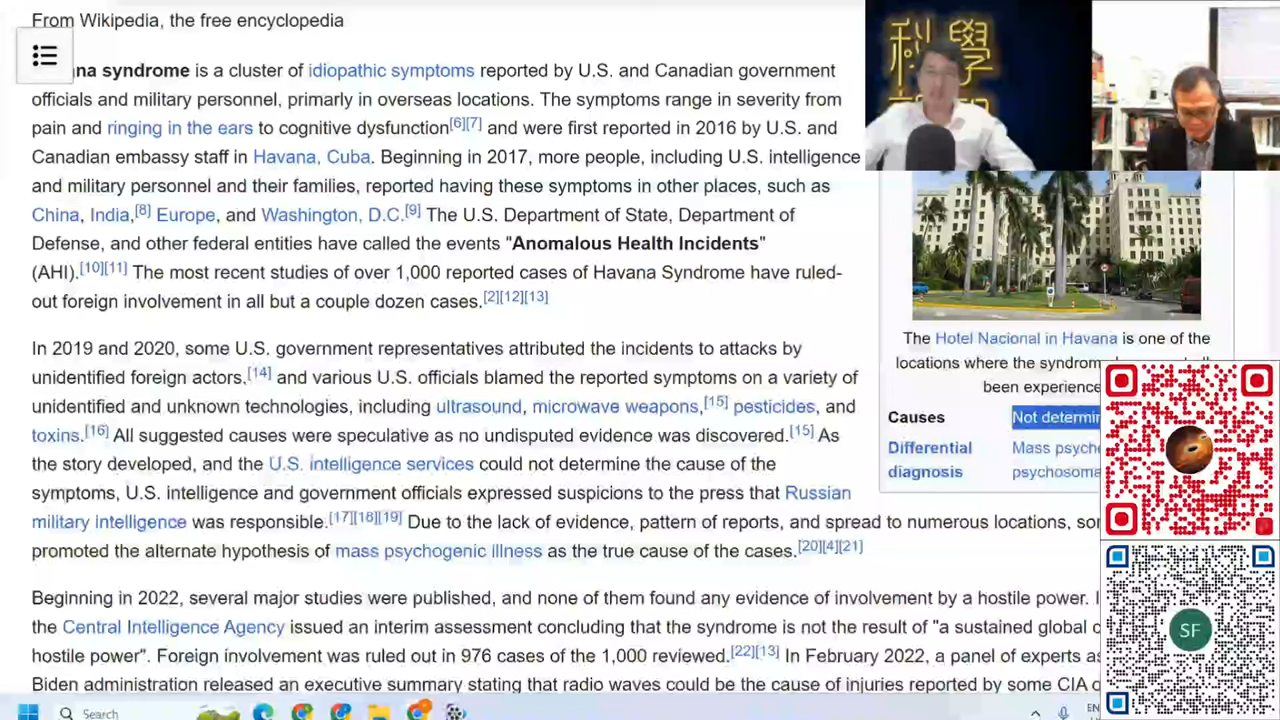 From Wikipedia, the free encyclopedia
na syndrome is a cluster of idiopathic symptoms reported by U.S. and Canadian government
officials and military personnel, primarily in overseas locations. The symptoms range in severity from
pain and ringing in the ears to cognitive dysfunction[6][7] and were first reported in 2016 by U.S. and
Canadian embassy staff in Havana, Cuba. Beginning in 2017, more people, including U.S. intelligence
and military personnel and their families, reported having these symptoms in other places, such as
China, India,[8] Europe, and Washington, D.C.[9] The U.S. Department of State, Department of
Defense, and other federal entities have called the events "Anomalous Health Incidents"
(AHI).[10][11] The most recent studies of over 1,000 reported cases of Havana Syndrome have ruled-
out foreign involvement in all but a couple dozen cases.[2][12][13]
In 2019 and 2020, some U.S. government representatives attributed the incidents to attacks by
unidentified foreign actors,[14] and various U.S. officials blamed the reported symptoms on a variety of
unidentified and unknown technologies, including ultrasound, microwave weapons,[15] pesticides, and
toxins.[16] All suggested causes were speculative as no undisputed evidence was discovered.[15] As
the story developed, and the U.S. intelligence services could not determine the cause of the
symptoms, U.S. intelligence and government officials expressed suspicions to the press that Russian
military intelligence was responsible.[17][18][19] Due to the lack of evidence, pattern of reports, and spread to numerous locations, sor
promoted the alternate hypothesis of mass psychogenic illness as the true cause of the cases.[20][4][21]
Beginning in 2022, several major studies were published, and none of them found any evidence of involvement by a hostile power. I
the Central Intelligence Agency issued an interim assessment concluding that the syndrome is not the result of "a sustained global c
hostile power". Foreign involvement was ruled out in 976 cases of the 1,000 reviewed.[22][13] In February 2022, a panel of experts as
Biden administration released an executive summary stating that radio waves could be the cause of injuries reported by some CIA
科學
The Hotel Nacional in Havana is one of the
locations where the syndrom
been experience
Causes Not determin
Differential Mass psych
diagnosis psychosoma
SF
Search
EN